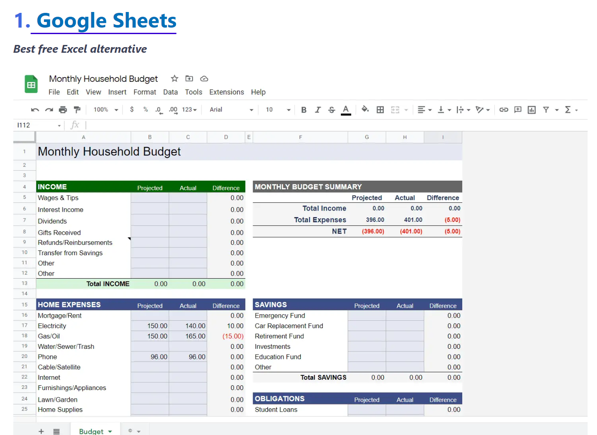 1. Google Sheets
Best free Excel alternative
Monthly Household Budget
File Edit View Insert Format Data Tools Extensions Help
100% $ % .0 .00 123 Arial 10 B I S A
I112 fx
A B C D E F G H I
1 Monthly Household Budget
2
3
4 INCOME Projected Actual Difference MONTHLY BUDGET SUMMARY
5 Wages & Tips 0.00 Projected Actual Difference
6 Interest Income 0.00 Total Income 0.00 0.00 0.00
7 Dividends 0.00 Total Expenses 396.00 401.00 (5.00)
8 Gifts Received 0.00 NET (396.00) (401.00) (5.00)
9 Refunds/Reinbursements 0.00
10 Transfer from Savings 0.00
11 Other 0.00
12 Other 0.00
13 Total INCOME 0.00 0.00 0.00
14
15 HOME EXPENSES Projected Actual Difference SAVINGS Projected Actual Difference
16 Mortgage/Rent 0.00 Emergency Fund 0.00
17 Electricity 150.00 140.00 10.00 Car Replacement Fund 0.00
18 Gas/Oil 150.00 165.00 (15.00) Retirement Fund 0.00
19 Water/Sewer/Trash 0.00 Investments 0.00
20 Phone 96.00 96.00 0.00 Education Fund 0.00
21 Cable/Satellite 0.00 Other 0.00
22 Internet 0.00 Total SAVINGS 0.00 0.00 0.00
23 Furnishings/Appliances 0.00
24 Lawn/Garden 0.00 OBLIGATIONS Projected Actual Difference
25 Home Supplies 0.00 Student Loans 0.00
Budget